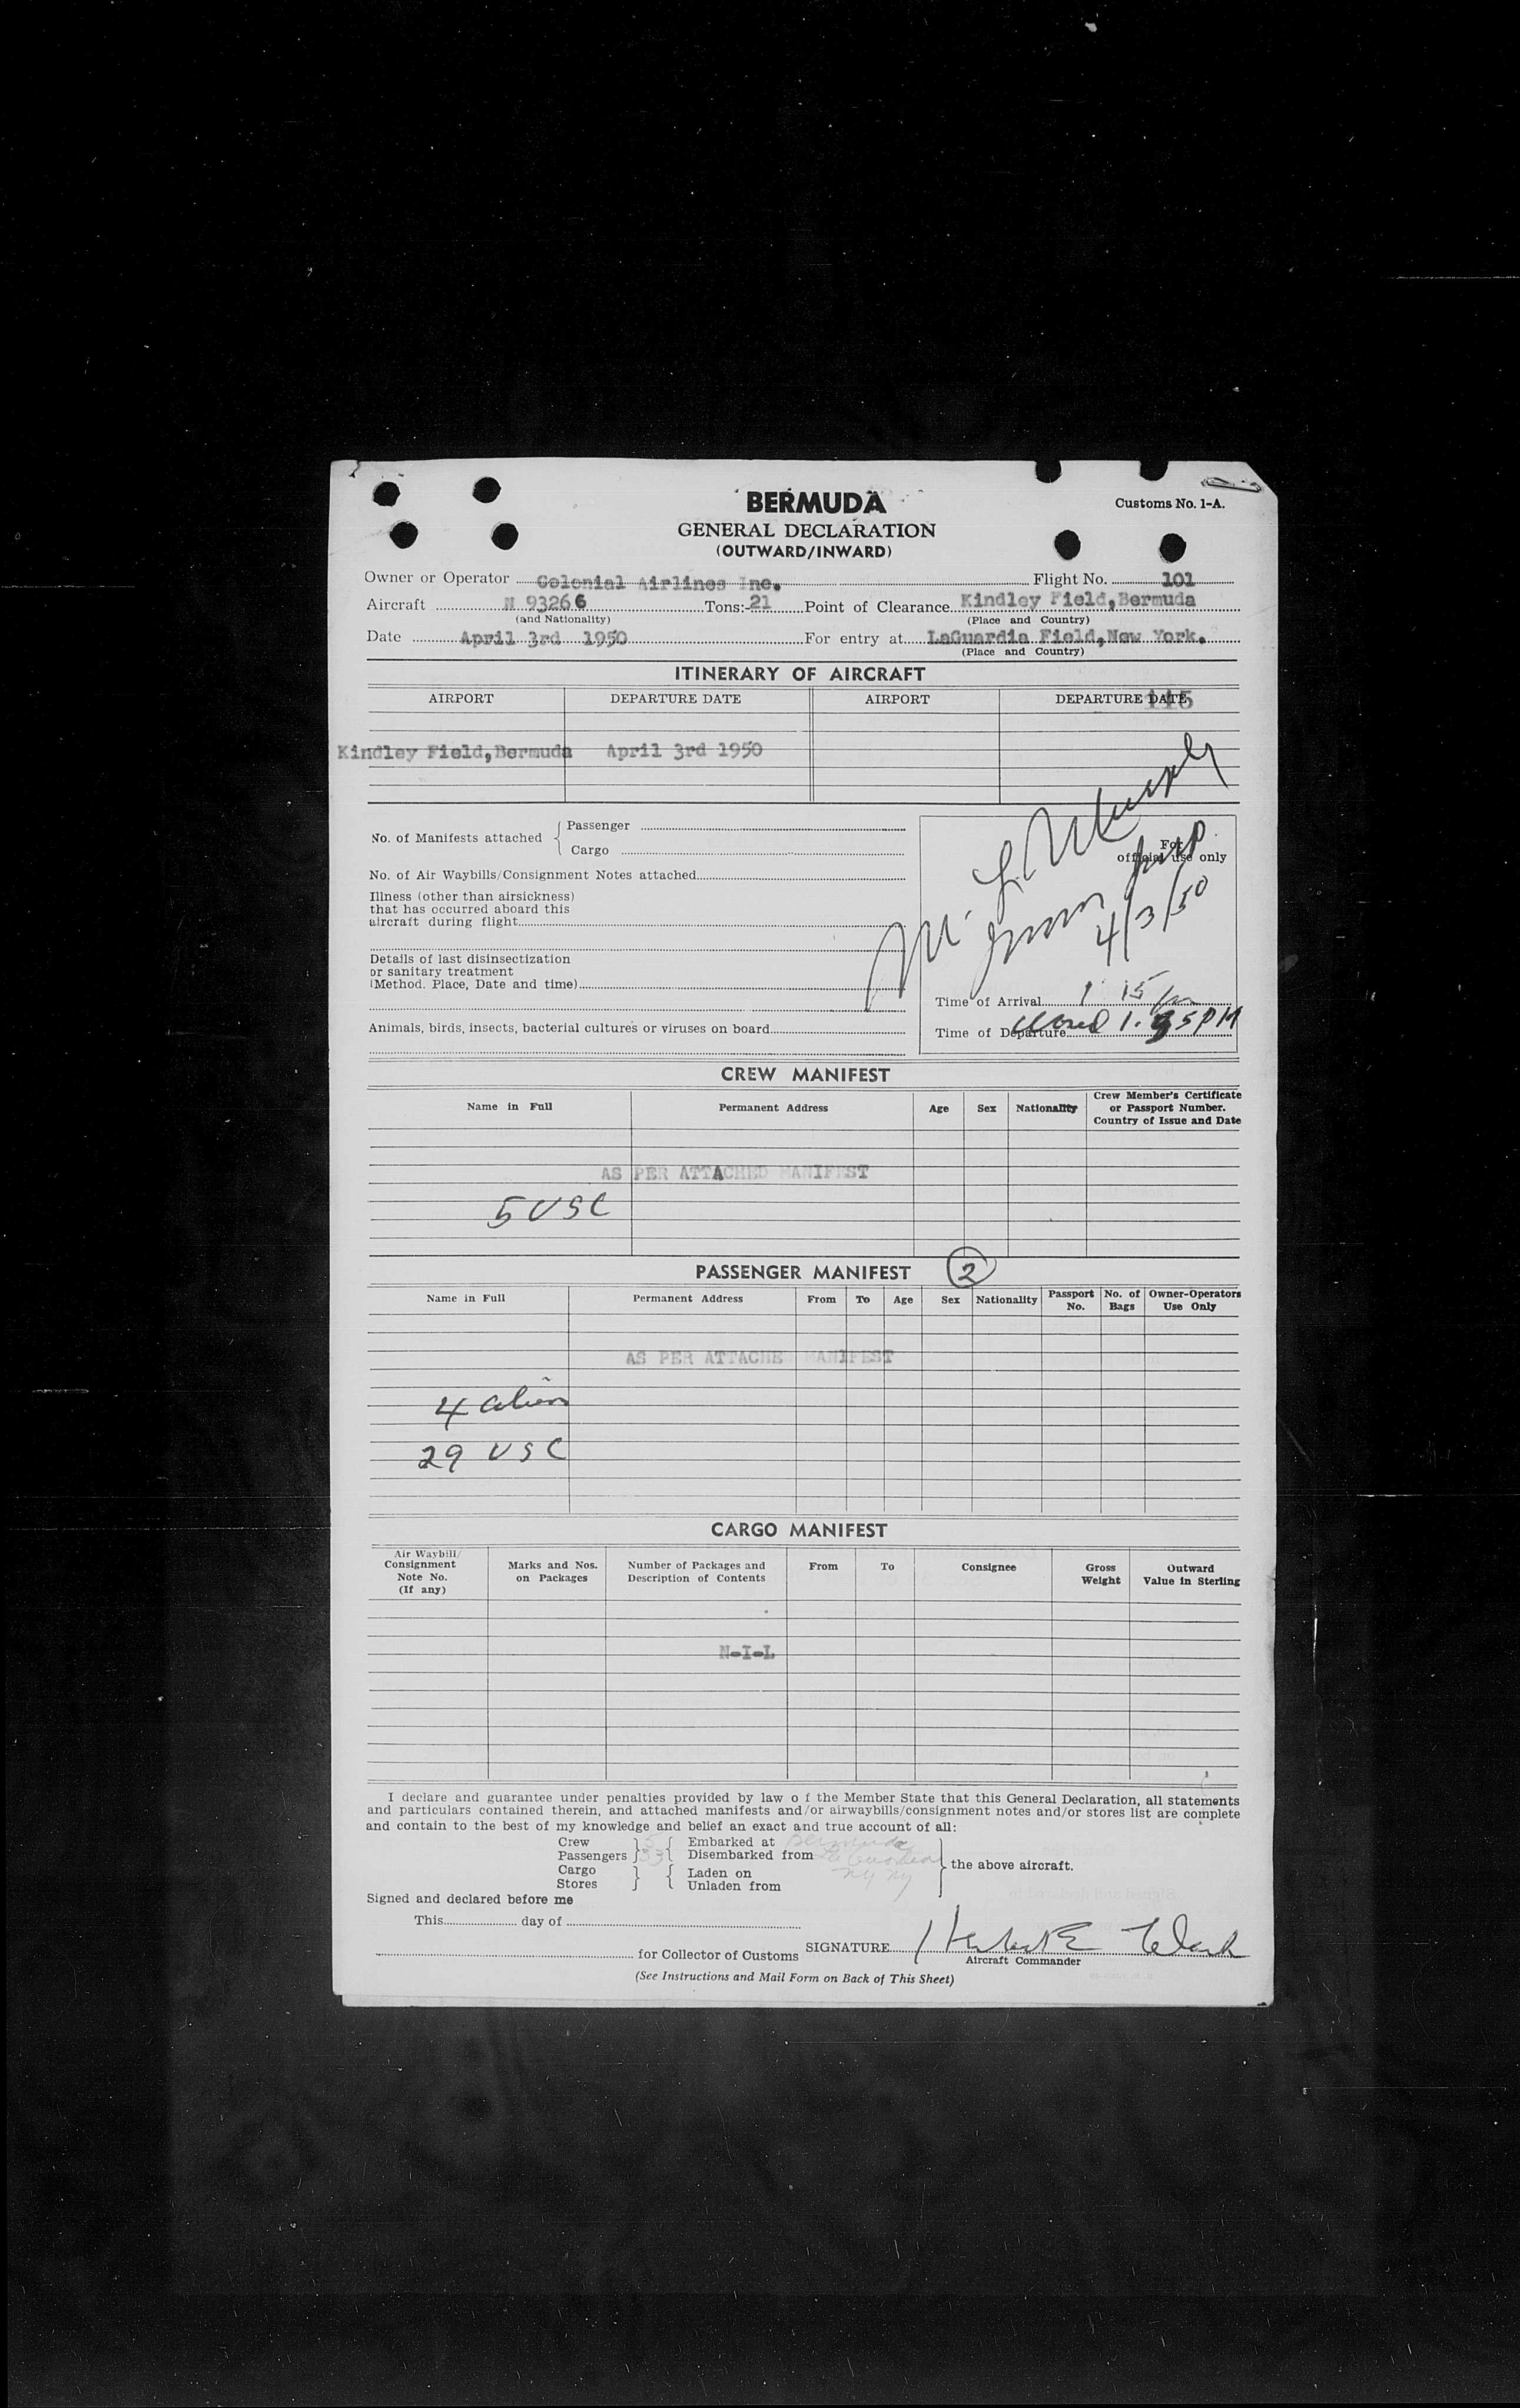 BERMUDA
Customs No. 1-A.
GENERAL DECLARATION
(OUTWARD/INWARD)
Owner or Operator Colonial Airlines Inc. Flight No. 101
Aircraft N 93266 Tons:-21 Point of Clearance Kindley Field,Bermuda
(and Nationality) (Place and Country)
Date April 3rd 1950 For entry at LaGuardia Field,New York.
(Place and Country)
ITINERARY OF AIRCRAFT
AIRPORT DEPARTURE DATE AIRPORT DEPARTURE DATE
Kindley Field,Bermuda April 3rd 1950
No. of Manifests attached
Passenger
Cargo
No. of Air Waybills/Consignment Notes attached
Illness (other than airsickness)
that has occurred aboard this
aircraft during flight
Details of last disinsectization
or sanitary treatment
(Method. Place, Date and time)
Animals, birds, insects, bacterial cultures or viruses on board
For
official use only
M. L. Murphy
4/3/50
Time of Arrival 1 15 pm
Time of Departure
CREW MANIFEST
Name in Full Permanent Address Age Sex Nationality Crew Member's Certificate
or Passport Number.
Country of Issue and Date
AS PER ATTACHED MANIFEST
5 USC
PASSENGER MANIFEST 2
Name in Full Permanent Address From To Age Sex Nationality Passport No. No. of Bags Owner-Operators Use Only
AS PER ATTACHE MANIFEST
4 alien
29 USC
CARGO MANIFEST
Air Waybill/
Consignment
Note No.
(If any)
Marks and Nos.
on Packages
Number of Packages and
Description of Contents
From
To
Consignee
Gross
Weight
Outward
Value in Sterling
N-I-L
I declare and guarantee under penalties provided by law o f the Member State that this General Declaration, all statements
and particulars contained therein, and attached manifests and/or airwaybills/consignment notes and/or stores list are complete
and contain to the best of my knowledge and belief an exact and true account of all:
Crew 5 Embarked at Bermuda
Passengers 33 Disembarked from La Guardia
Cargo Laden on NY NY
Stores Unladen from
the above aircraft.
Signed and declared before me
This day of
for Collector of Customs SIGNATURE
Aircraft Commander
(See Instructions and Mail Form on Back of This Sheet)